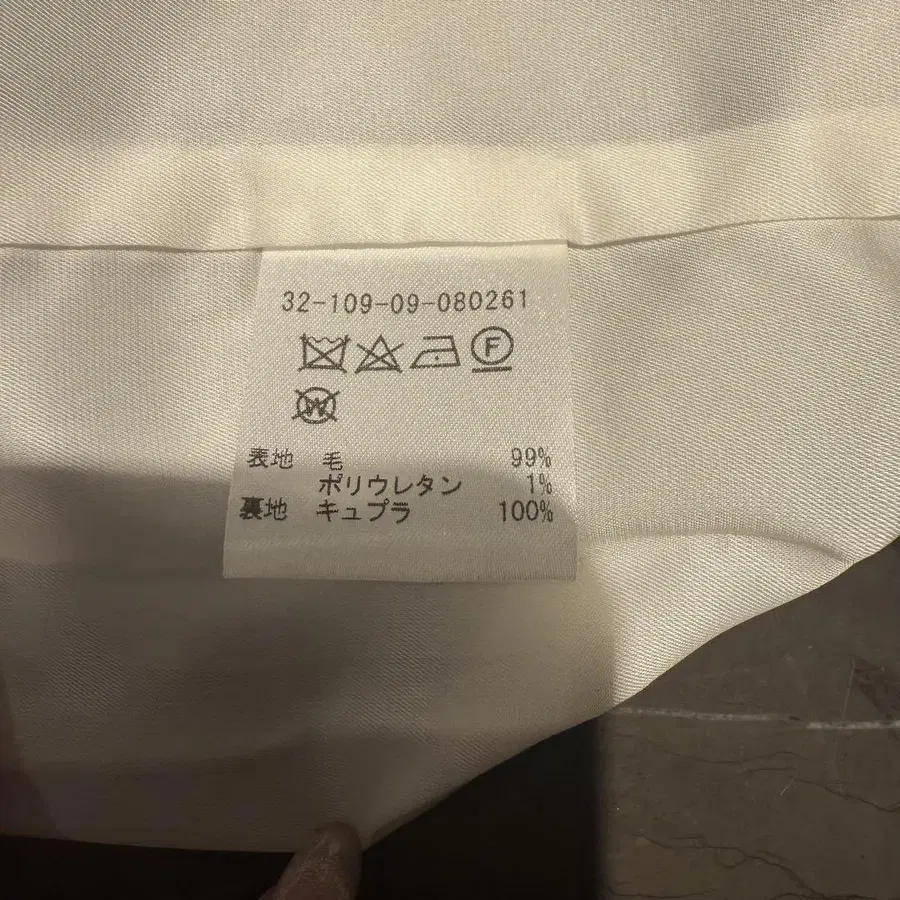 32-109-09-080261
F
W
表地 毛 99%
ポリウレタン 1%
裏地 キュプラ 100%